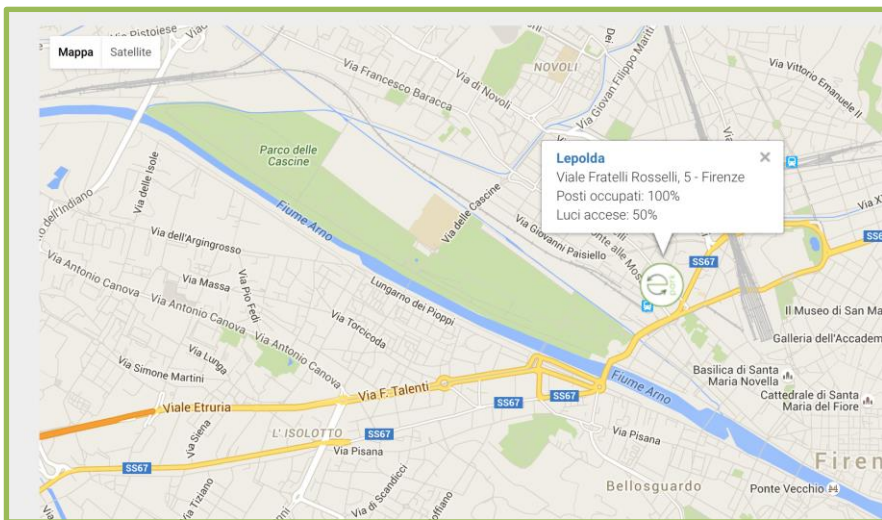 Mappa
Satellite
Via Pistoiese
Via Francesco Baracca
Via di Novoli
NOVOLI
Via Giovan Filippo Mariti
Via Vittorio Emanuele II
Parco delle
Cascine
Via delle Isole
Lepolda
Viale Fratelli Rosselli, 5 - Firenze
Posti occupati: 100%
Luci accese: 50%
Via delle Cascine
Via Giovanni Paisiello
Fiume Arno
Via dell'Argingrosso
Via Antonio Canova
Via Massa
Via Antonio Canova
Via Pio Fedi
Via Antonio Canova
Lungarno dei Pioppi
Via Torcicoda
Via Lunga
Via Simone Martini
SS67
Il Museo di San Ma
Galleria dell'Accadem
Basilica di Santa
Maria Novella
Cattedrale di Santa
Maria del Fiore
Fiume Arno
Via F. Talenti
Viale Etruria
SS67
SS67
SS67
L' ISOLOTTO
Via Siena
Via Pisana
Via Pisana
SS67
Via Tiziano
Via di Scandicci
Bellosguardo
Ponte Vecchio
Firen